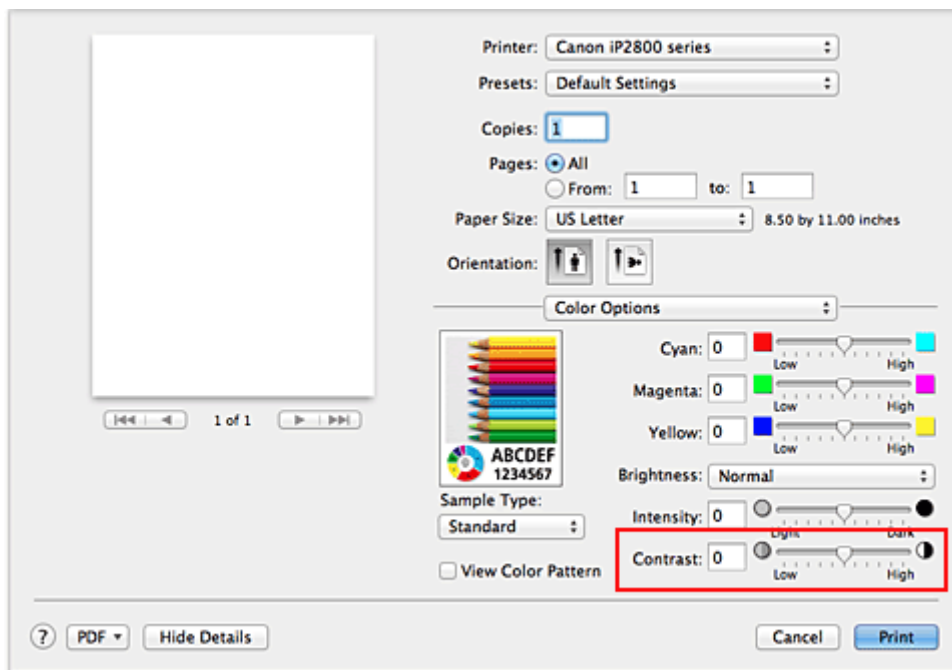 Printer: Canon iP2800 series
Presets: Default Settings
Copies: 1
Pages: All
From: 1 to: 1
Paper Size: US Letter 8.50 by 11.00 inches
Orientation:
Color Options
Cyan: 0
Low High
Magenta: 0
Low High
Yellow: 0
Low High
1 of 1
ABCDEF
1234567
Brightness: Normal
Sample Type:
Standard
Intensity: 0
Light Dark
View Color Pattern
Contrast: 0
Low High
? PDF Hide Details Cancel Print